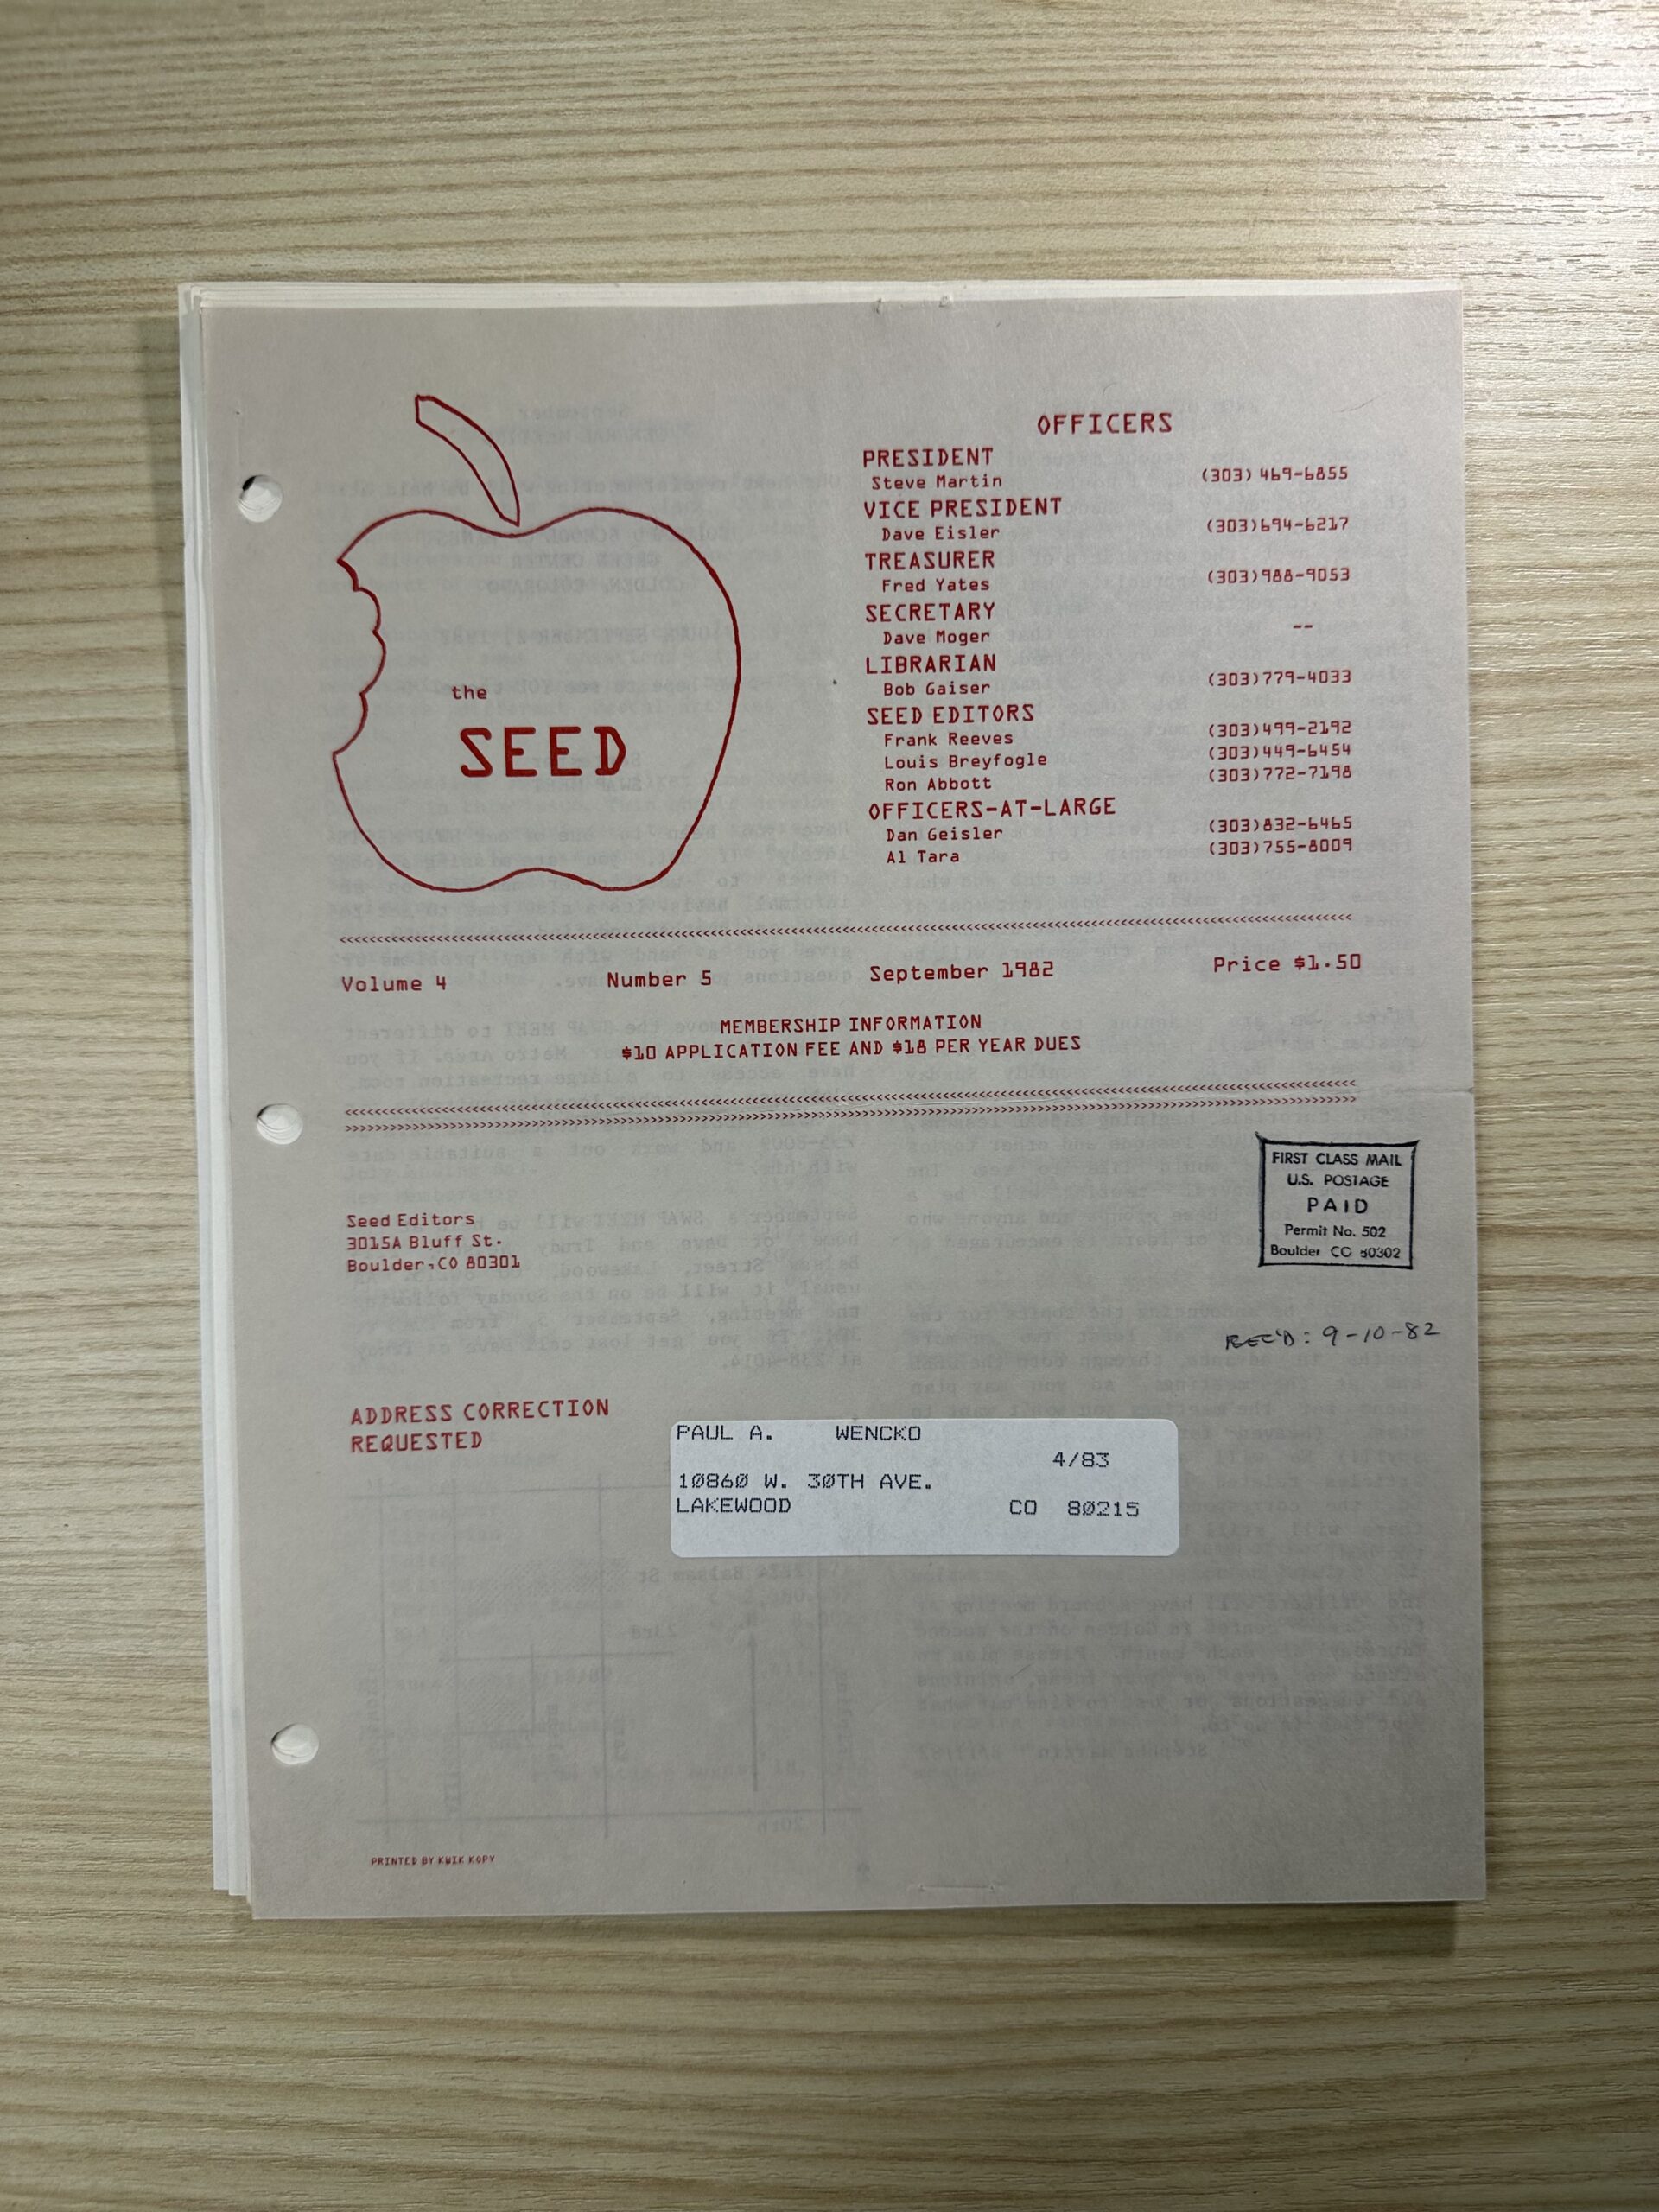 the
SEED
OFFICERS
PRESIDENT
Steve Martin (303) 469-6855
VICE PRESIDENT
Dave Eisler (303)694-6217
TREASURER
Fred Yates (303)988-9053
SECRETARY
Dave Moger --
LIBRARIAN
Bob Gaiser (303)779-4033
SEED EDITORS
Frank Reeves (303)499-2192
Louis Breyfogle (303)449-6454
Ron Abbott (303)772-7198
OFFICERS-AT-LARGE
Dan Geisler (303)832-6465
Al Tara (303)755-8009
Volume 4 Number 5 September 1982 Price $1.50
MEMBERSHIP INFORMATION
$10 APPLICATION FEE AND $18 PER YEAR DUES
FIRST CLASS MAIL
U.S. POSTAGE
PAID
Permit No. 502
Boulder CO 80302
Seed Editors
3015A Bluff St.
Boulder, CO 80301
REC'D: 9-10-82
ADDRESS CORRECTION
REQUESTED
PAUL A. WENCKO
4/83
10860 W. 30TH AVE.
LAKEWOOD CO 80215
PRINTED BY KWIK KOPY